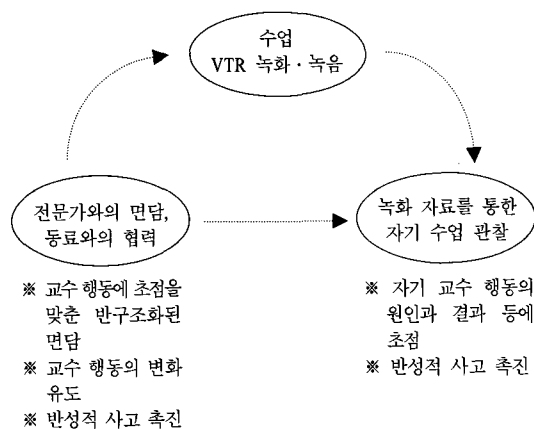 수업
VTR 녹화·녹음
전문가와의 면담,
동료와의 협력
녹화 자료를 통한
자기 수업 관찰
※ 교수 행동에 초점을
맞춘 반구조화된
면담
※ 교수 행동의 변화
유도
※ 반성적 사고 촉진
※ 자기 교수 행동의
원인과 결과 등에
초점
※ 반성적 사고 촉진